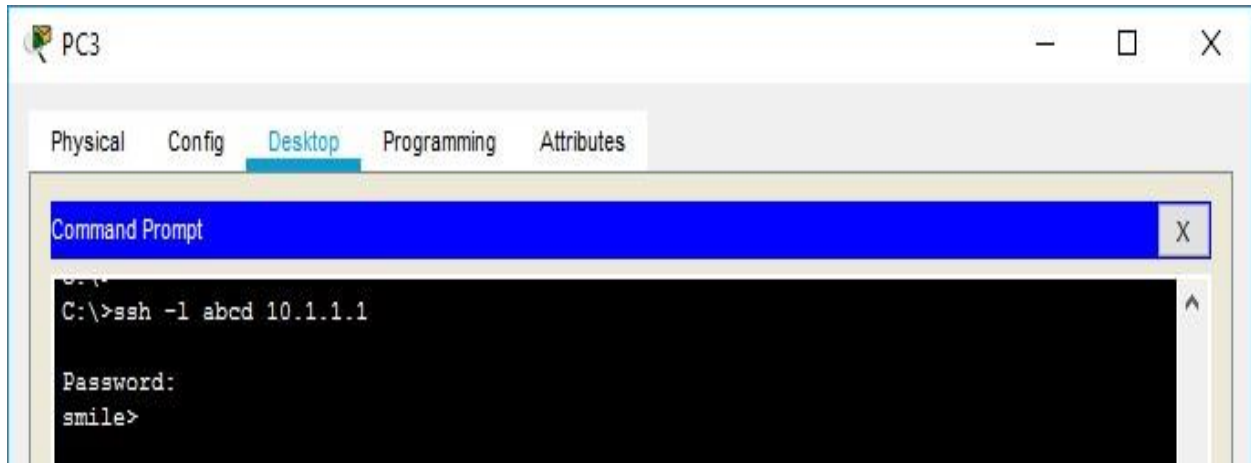 PC3
Physical Config Desktop Programming Attributes
Command Prompt X
C:\>ssh -l abcd 10.1.1.1
Password:
smile>